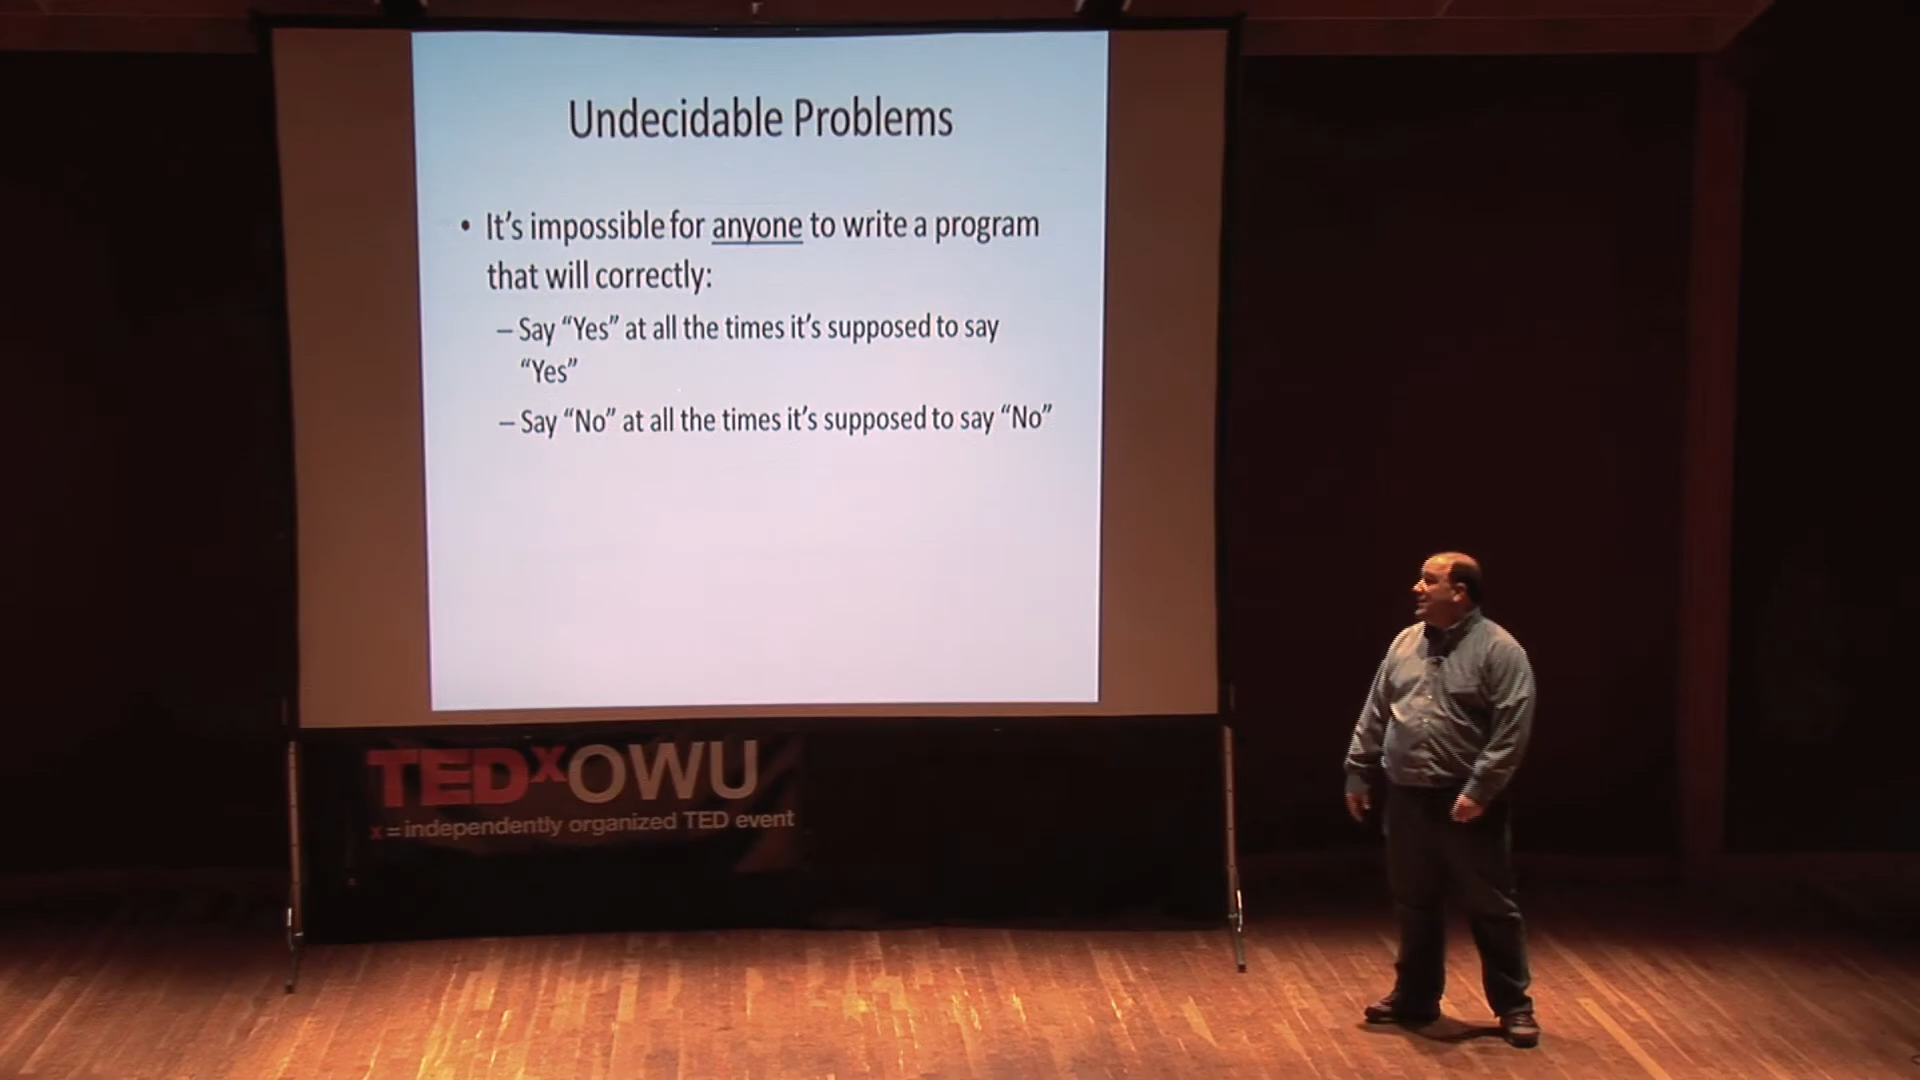 Undecidable Problems
• It's impossible for anyone to write a program
that will correctly:
– Say “Yes” at all the times it's supposed to say
“Yes”
– Say “No” at all the times it's supposed to say “No”
TEDxOWU
x = independently organized TED event